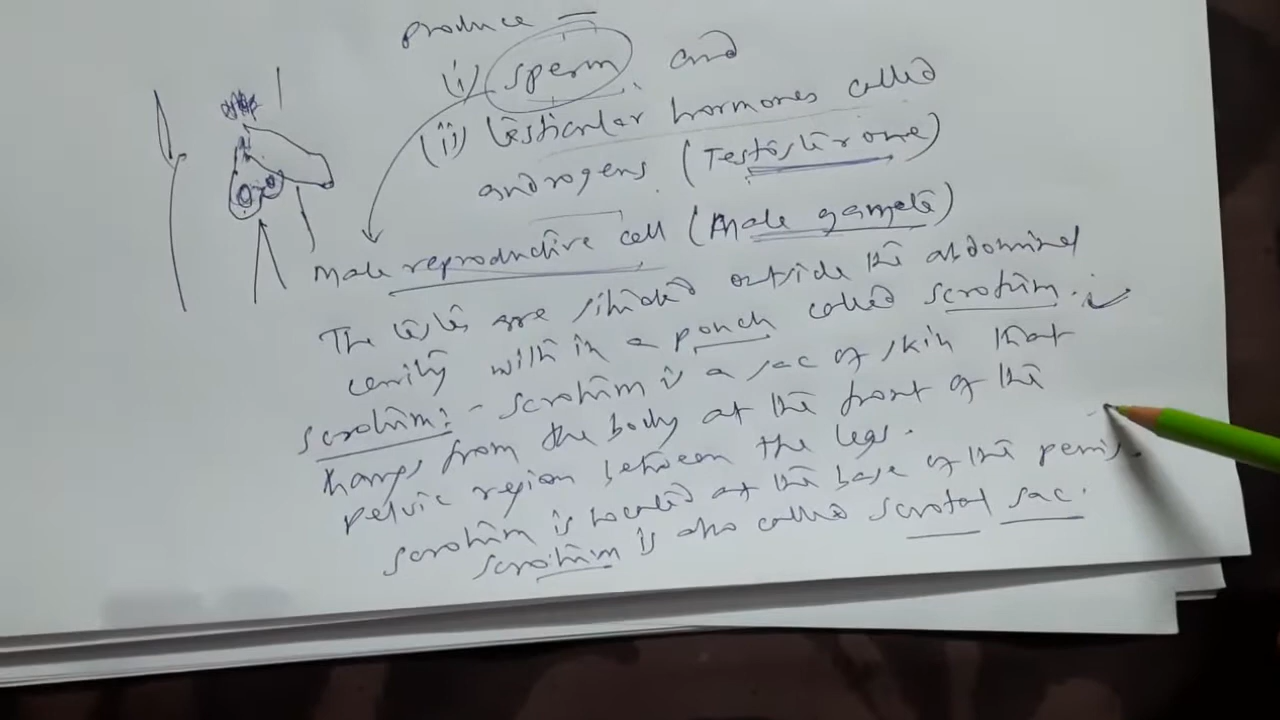 produce =
(i) sperm and
(ii) testicular hormones called
androgens (Testosterone)
Male reproductive cell (Male gamete)
The testes are situated outside the abdominal
cavity with in a pouch called scrotum.
scrotum: - scrotum is a sac of skin that
hangs from the body at the front of the
pelvic region between the legs.
scrotum is located at the base of the penis.
scrotum is also called scrotal sac.